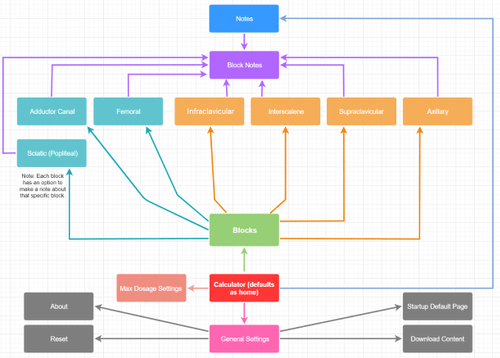 Notes
Block Notes
Adductor Canal
Femoral
Infraclavicular
Interscalene
Supraclavicular
Axillary
Sciatic (Popliteal)
Note: Each block
has an option to
make a note about
that specific block
Blocks
Max Dosage Settings
Calculator (defaults
as home)
About
Startup Default Page
Reset
General Settings
Download Content